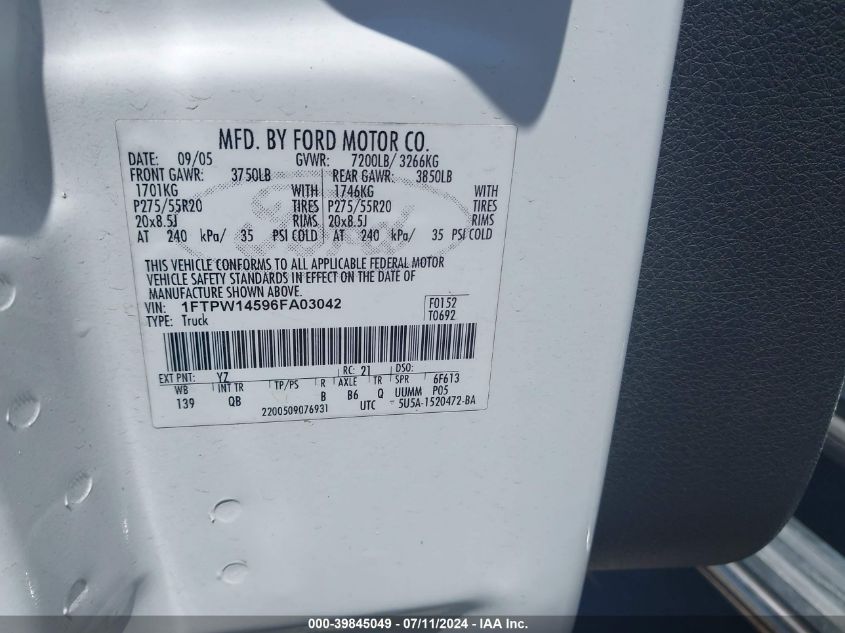 MFD. BY FORD MOTOR CO.
DATE: 09/05 GVWR: 7200LB/ 3266KG
FRONT GAWR: 3750LB REAR GAWR: 3850LB
1701KG WITH 1746KG WITH
P275/55R20 TIRES P275/55R20 TIRES
20x8.5J RIMS 20x8.5J RIMS
AT 240 kPa/ 35 PSI COLD AT 240 kPa/ 35 PSI COLD
THIS VEHICLE CONFORMS TO ALL APPLICABLE FEDERAL MOTOR
VEHICLE SAFETY STANDARDS IN EFFECT ON THE DATE OF
MANUFACTURE SHOWN ABOVE.
VIN: 1FTPW14596FA03042 F0152
TYPE: Truck T0692
EXT PNT: YZ RC: 21 DSO:
WB INT TR TP/PS R AXLE TR SPR 6F613
139 QB B B6 Q UUMM P05
2200509076931 UTC 5U5A-1520472-BA
000-39845049 - 07/11/2024 - IAA Inc.